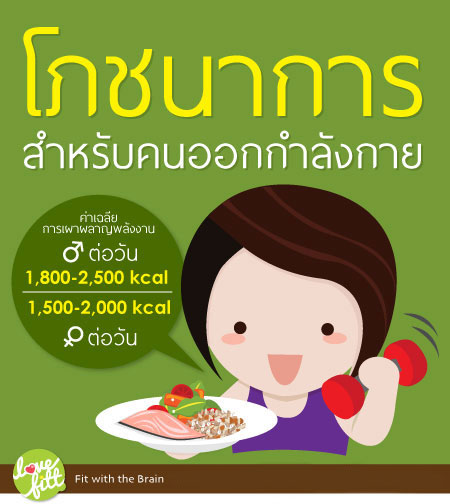 โภชนาการ
สำหรับคนออกกำลังกาย
ค่าเฉลี่ย
การเผาผลาญพลังงาน
♂ ต่อวัน
1,800-2,500 kcal
1,500-2,000 kcal
♀ ต่อวัน
love
fitt
Fit with the Brain